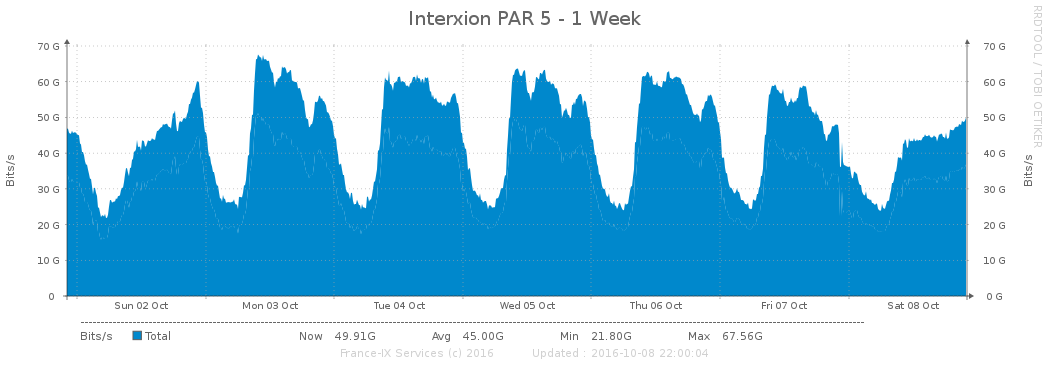 Interxion PAR 5 - 1 Week
RRDTOOL / TOBI OETIKER
Bits/s
70 G
60 G
50 G
40 G
30 G
20 G
10 G
0
70 G
60 G
50 G
40 G
30 G
20 G
10 G
0 G
Bits/s
Sun 02 Oct Mon 03 Oct Tue 04 Oct Wed 05 Oct Thu 06 Oct Fri 07 Oct Sat 08 Oct
Bits/s Total Now 49.91G Avg 45.00G Min 21.80G Max 67.56G
France-IX Services (c) 2016 Updated : 2016-10-08 22:00:04